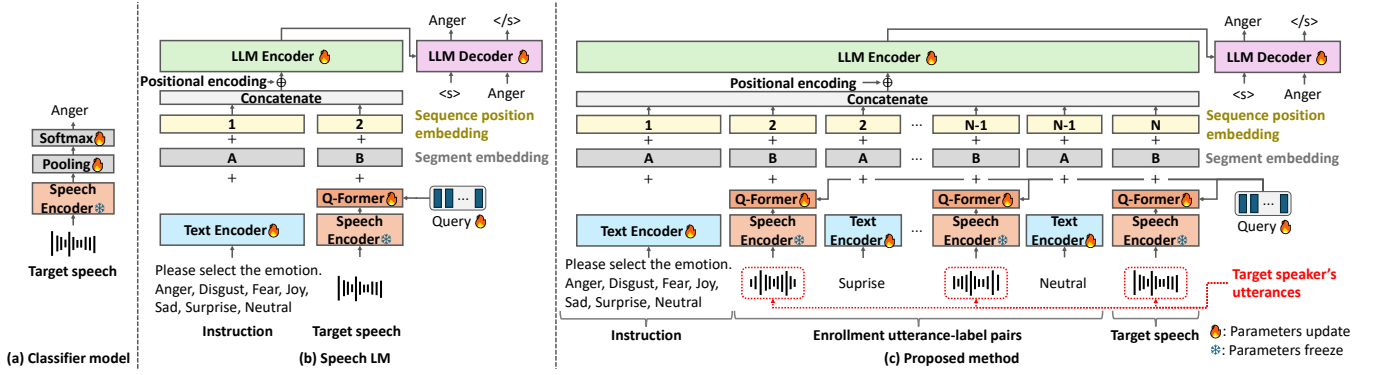 Anger
Softmax
Pooling
Speech
Encoder
Target speech
(a) Classifier model
Anger
</s>
LLM Encoder
LLM Decoder
Positional encoding
<s>
Anger
Concatenate
1
2
Sequence position
embedding
+
+
A
B
Segment embedding
+
+
Q-Former
...
Query
Text Encoder
Speech
Encoder
Please select the emotion.
Anger, Disgust, Fear, Joy,
Sad, Surprise, Neutral
Instruction
Target speech
(b) Speech LM
Anger
</s>
LLM Encoder
LLM Decoder
Positional encoding
<s>
Anger
Concatenate
1
2
2
...
N-1
N-1
N
Sequence position
embedding
+
+
+
+
+
+
A
B
A
...
B
A
B
Segment embedding
+
+
+
+
+
+
Q-Former
Q-Former
Q-Former
...
Query
Text Encoder
Speech
Encoder
Text
Encoder
...
Speech
Encoder
Text
Encoder
Speech
Encoder
Please select the emotion.
Anger, Disgust, Fear, Joy,
Sad, Surprise, Neutral
Suprise
Neutral
Target speaker's
utterances
Instruction
Enrollment utterance-label pairs
Target speech
(c) Proposed method
: Parameters update
: Parameters freeze